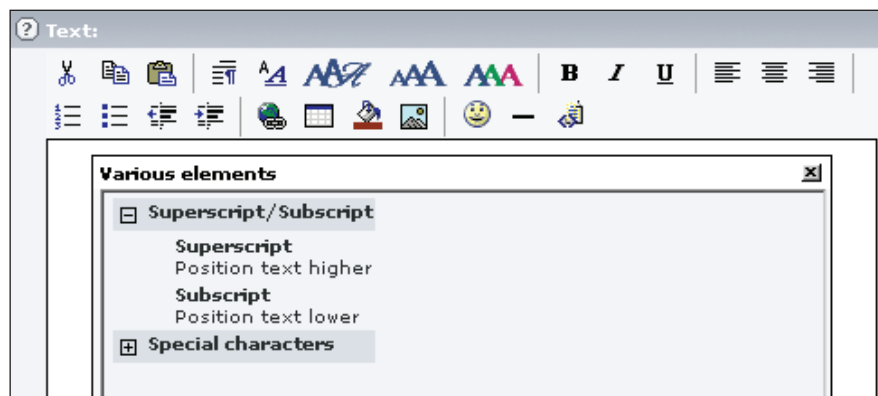 Text:
B I U
Various elements
Superscript/Subscript
Superscript
Position text higher
Subscript
Position text lower
Special characters